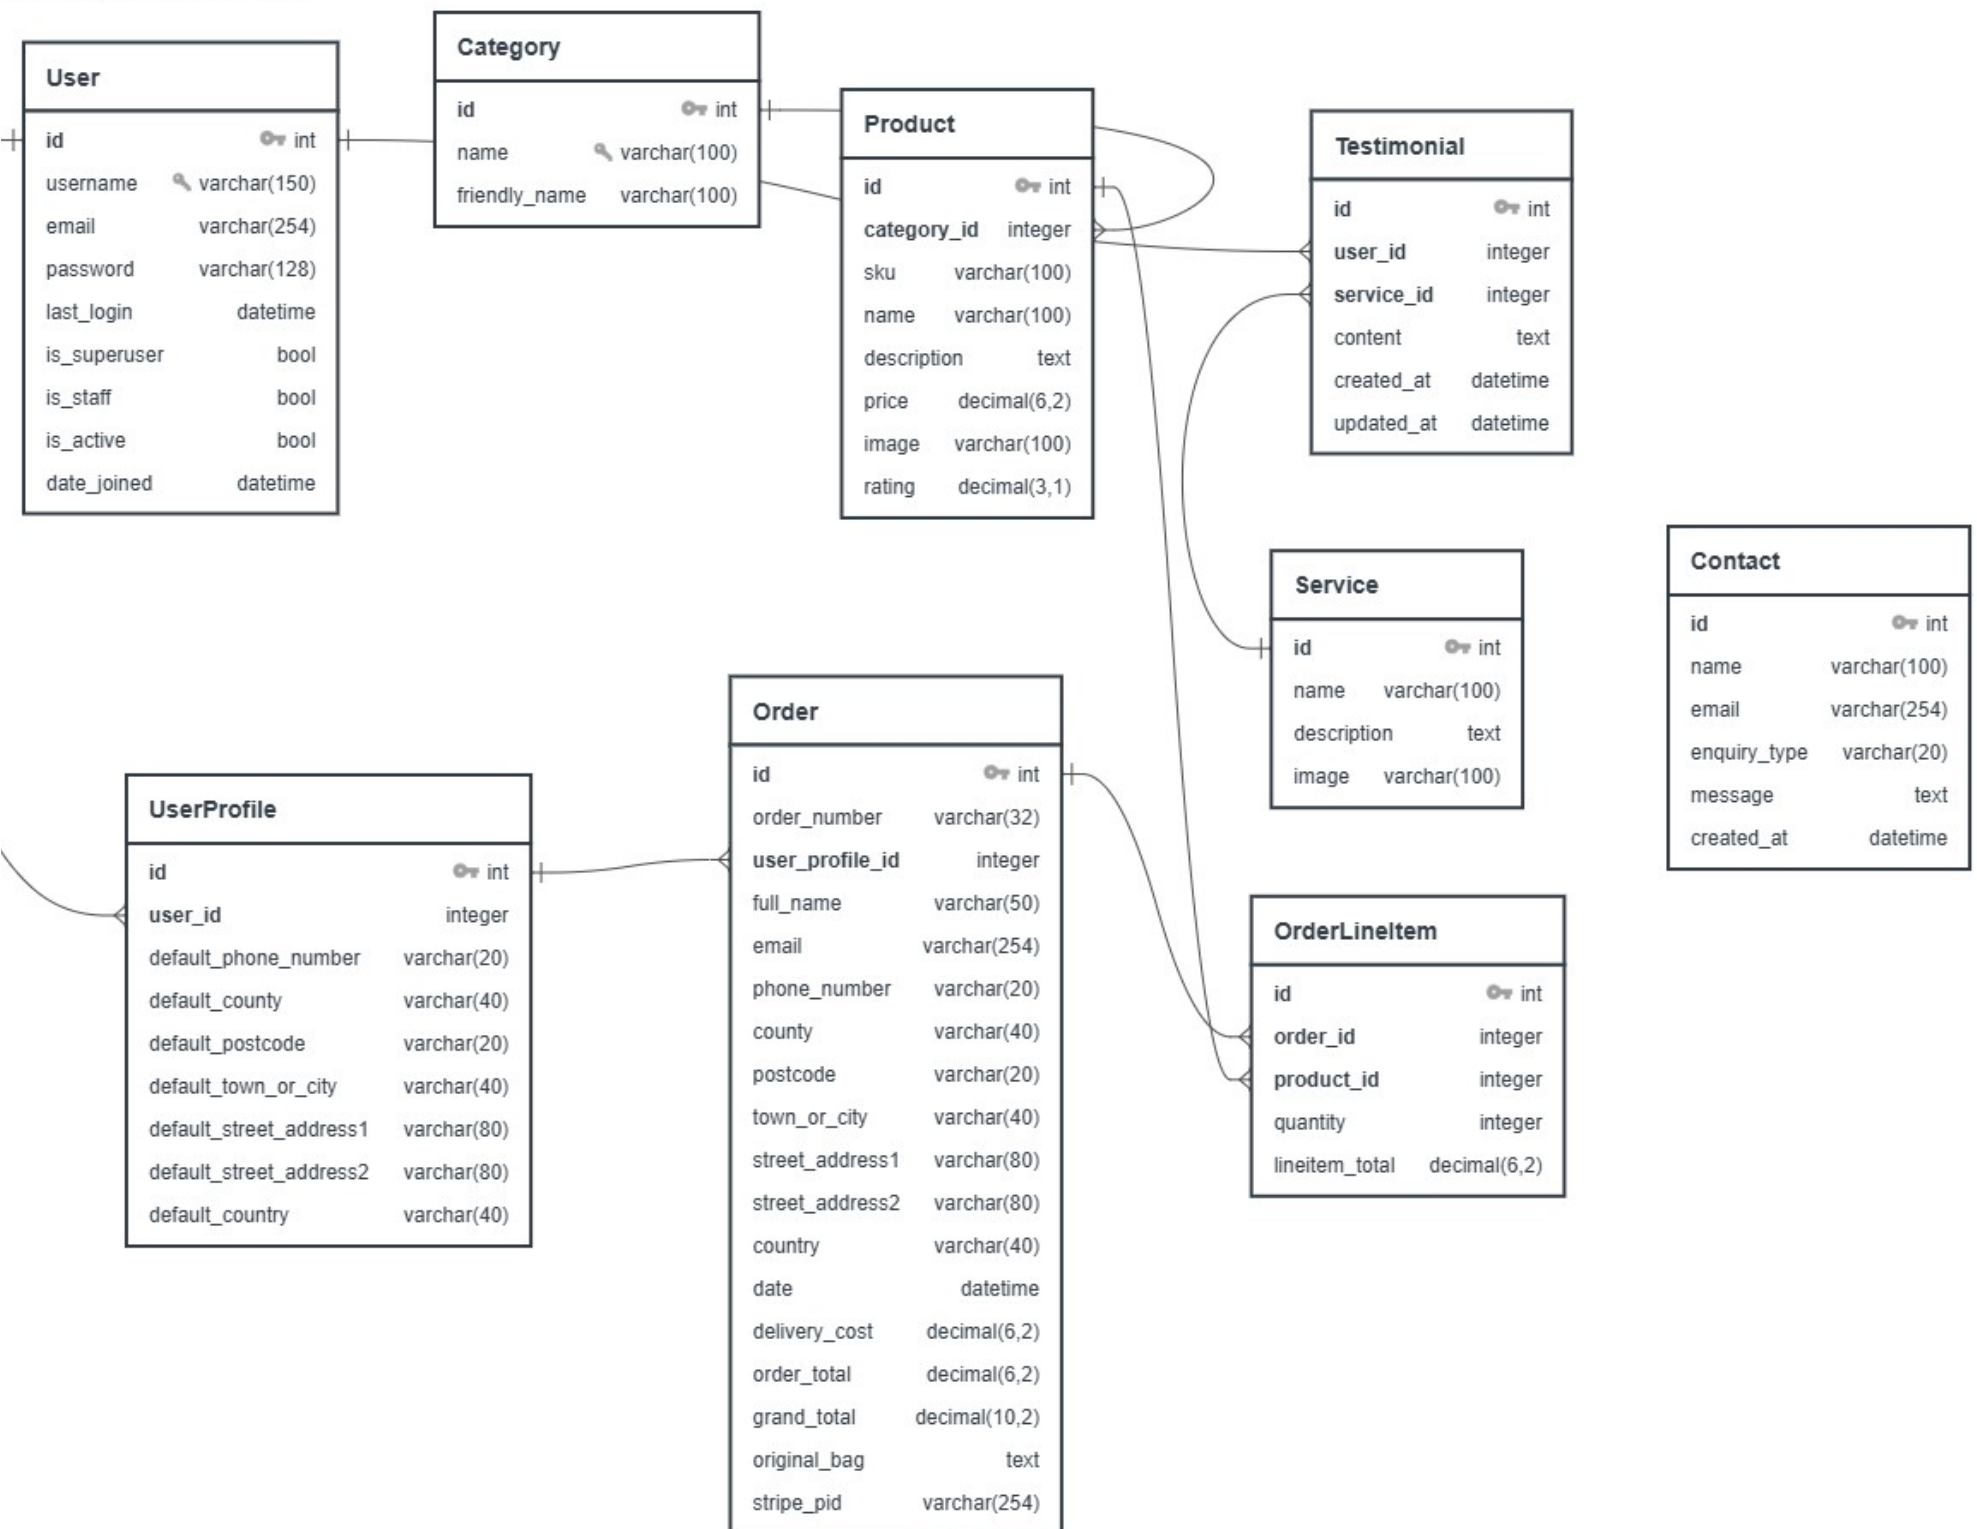 User
id int
username varchar(150)
email varchar(254)
password varchar(128)
last_login datetime
is_superuser bool
is_staff bool
is_active bool
date_joined datetime
Category
id int
name varchar(100)
friendly_name varchar(100)
Product
id int
category_id integer
sku varchar(100)
name varchar(100)
description text
price decimal(6,2)
image varchar(100)
rating decimal(3,1)
Testimonial
id int
user_id integer
service_id integer
content text
created_at datetime
updated_at datetime
Service
id int
name varchar(100)
description text
image varchar(100)
Contact
id int
name varchar(100)
email varchar(254)
enquiry_type varchar(20)
message text
created_at datetime
UserProfile
id int
user_id integer
default_phone_number varchar(20)
default_county varchar(40)
default_postcode varchar(20)
default_town_or_city varchar(40)
default_street_address1 varchar(80)
default_street_address2 varchar(80)
default_country varchar(40)
Order
id int
order_number varchar(32)
user_profile_id integer
full_name varchar(50)
email varchar(254)
phone_number varchar(20)
county varchar(40)
postcode varchar(20)
town_or_city varchar(40)
street_address1 varchar(80)
street_address2 varchar(80)
country varchar(40)
date datetime
delivery_cost decimal(6,2)
order_total decimal(6,2)
grand_total decimal(10,2)
original_bag text
stripe_pid varchar(254)
OrderLineItem
id int
order_id integer
product_id integer
quantity integer
lineitem_total decimal(6,2)